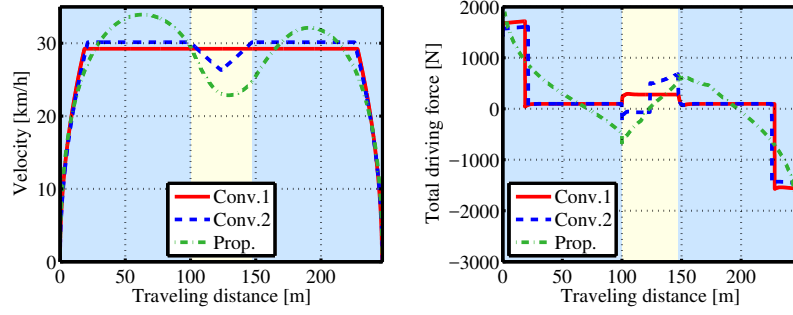 Velocity [km/h]
30
20
10
0
Conv.1
Conv.2
Prop.
0 50 100 150 200
Traveling distance [m]
Total driving force [N]
2000
1000
0
−1000
−2000
−3000
Conv.1
Conv.2
Prop.
0 50 100 150 200
Traveling distance [m]